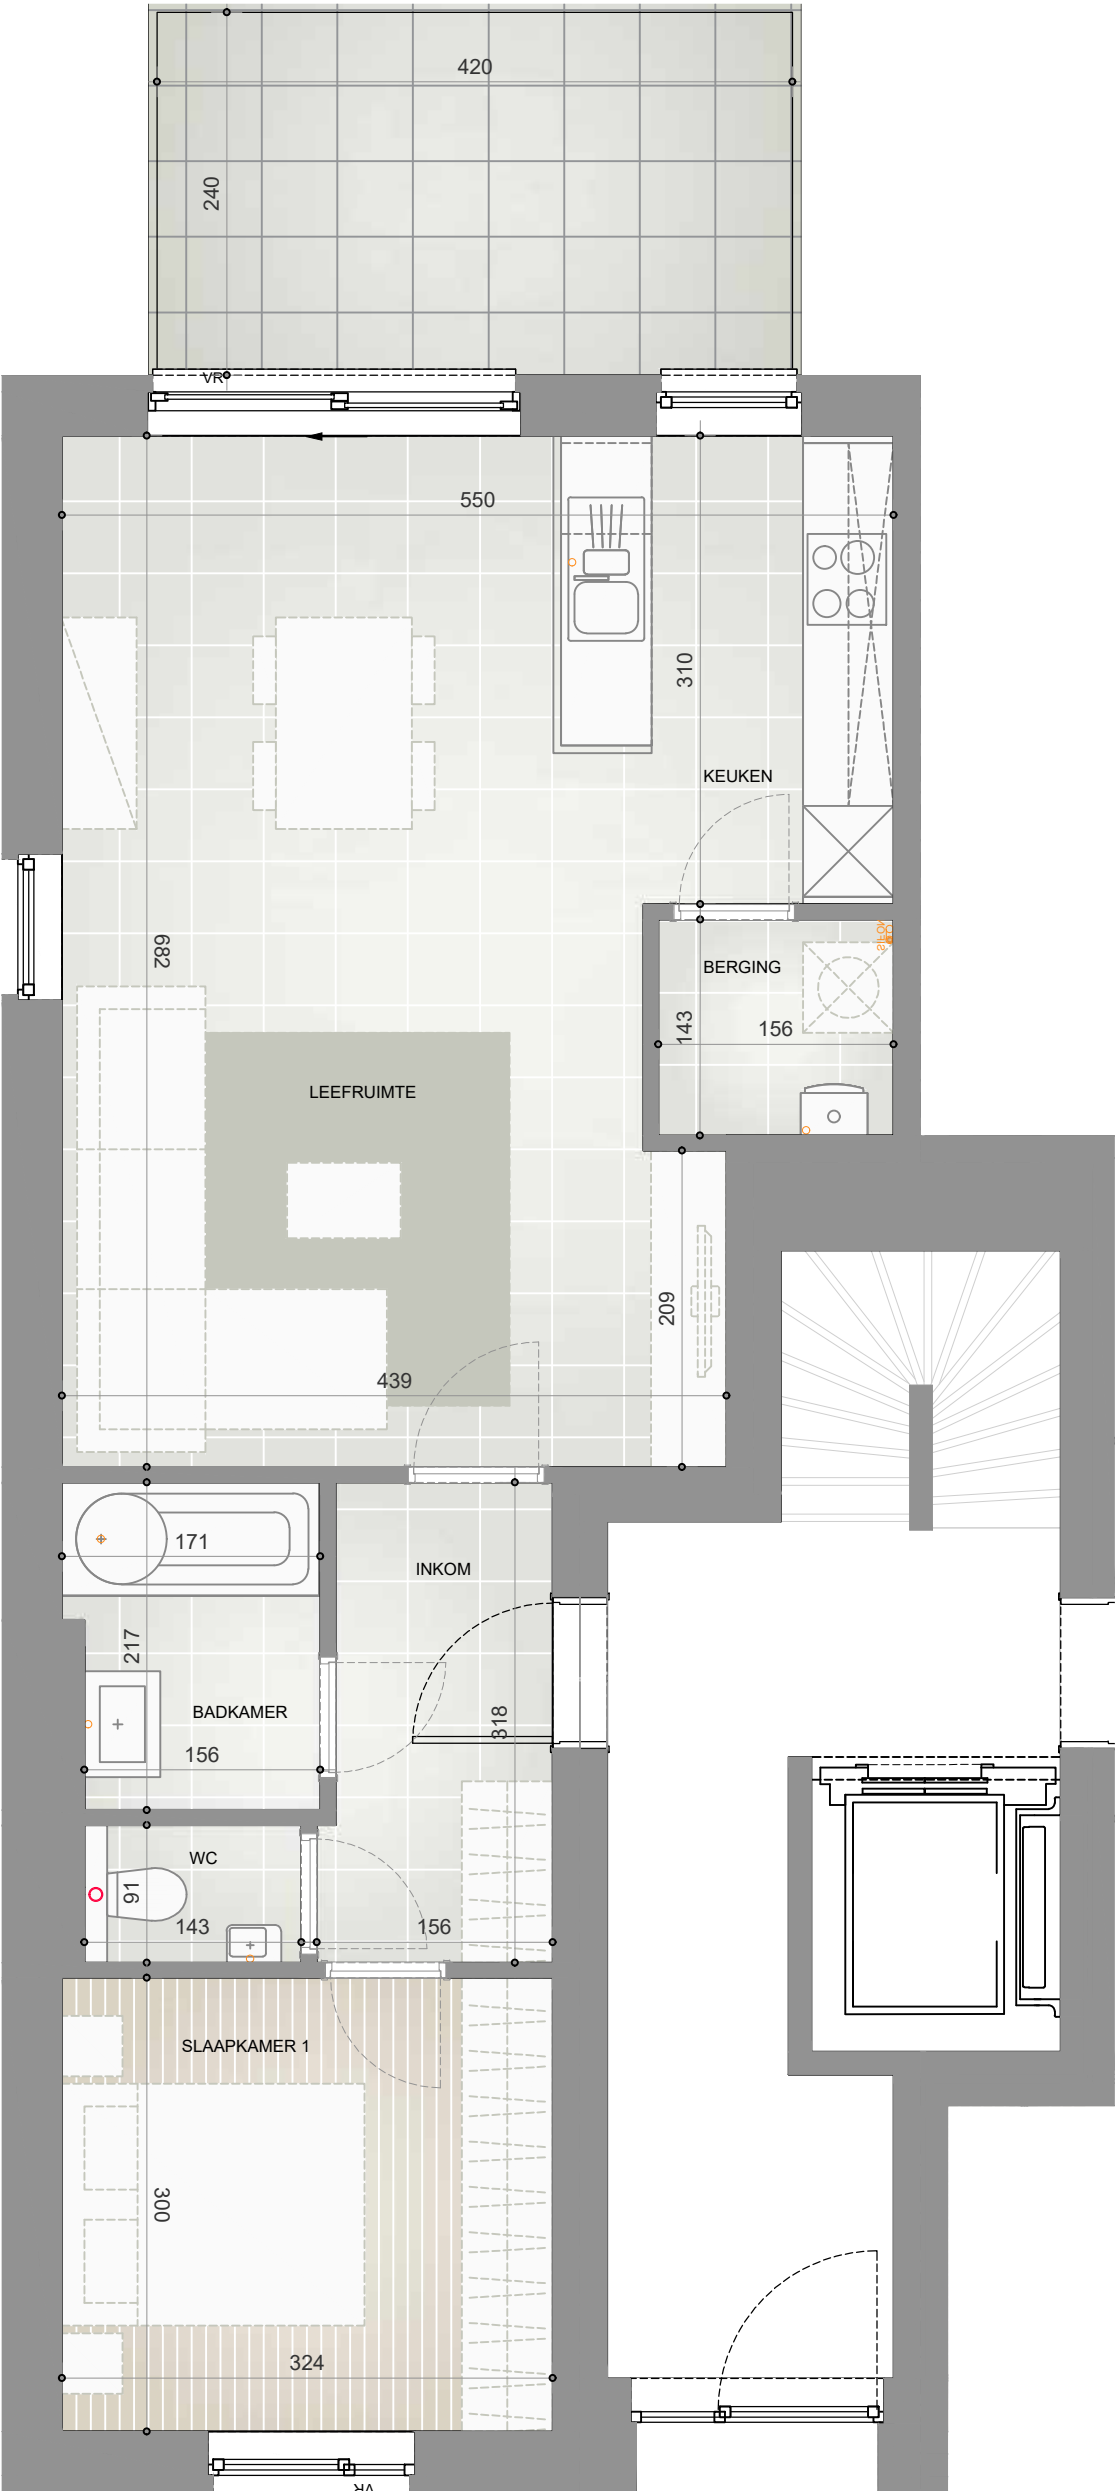 420
240
VR
550
310
KEUKEN
682
BERGING
SIFON
143
156
LEEFRUIMTE
209
439
171
INKOM
217
318
BADKAMER
156
WC
91
143
156
SLAAPKAMER 1
300
324
VR